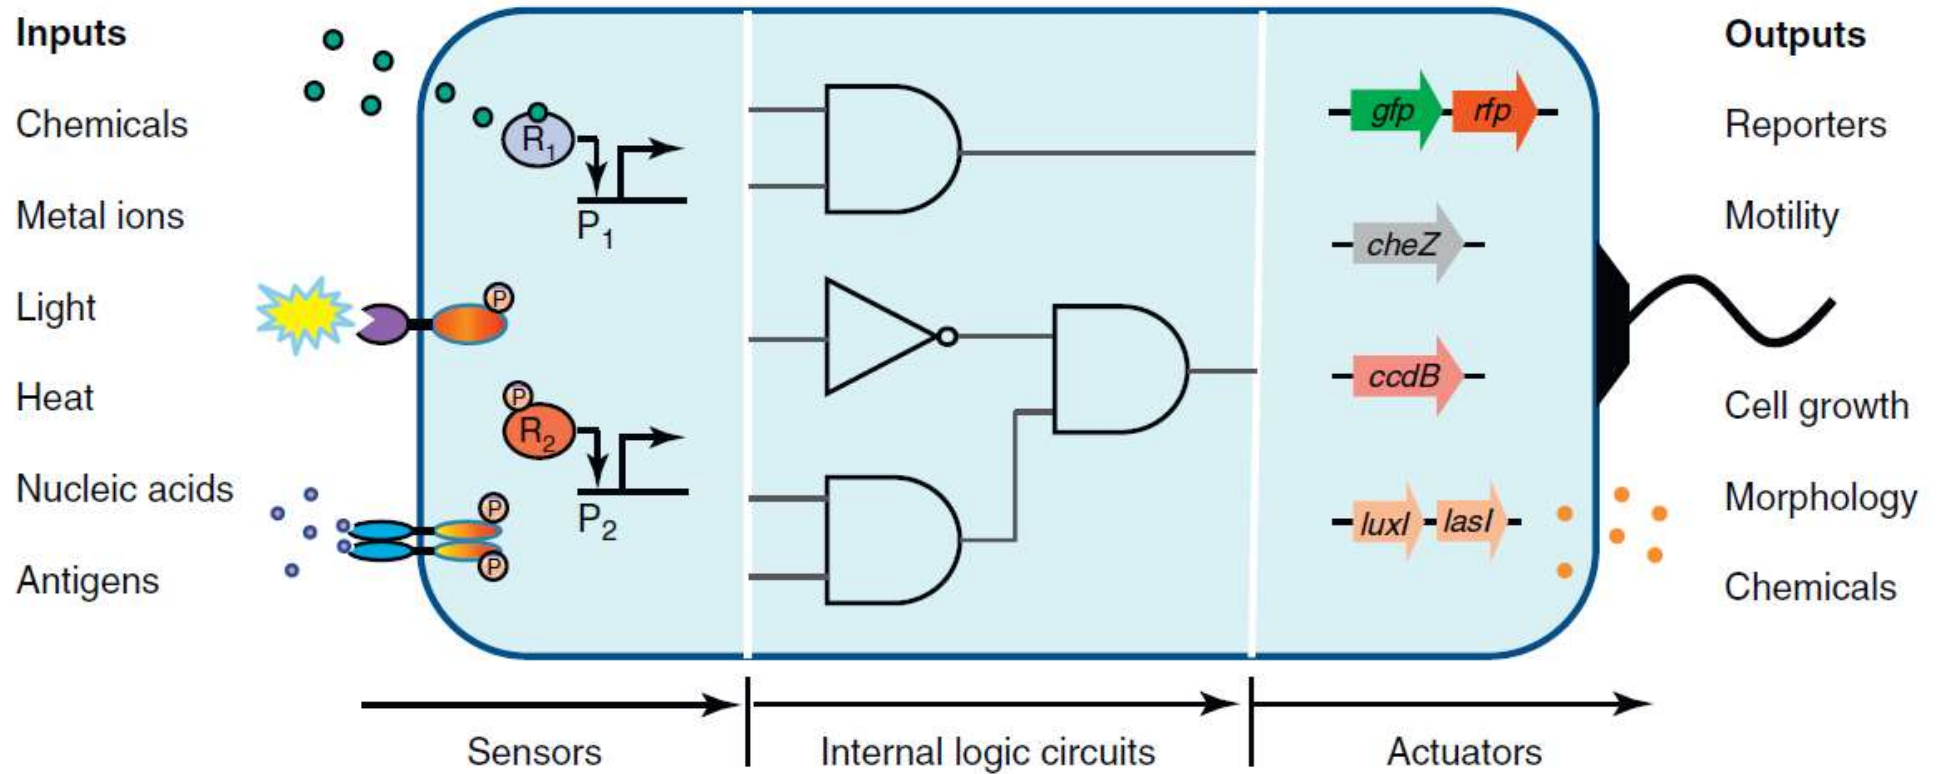 Inputs
Chemicals
Metal ions
Light
Heat
Nucleic acids
Antigens
R1
P1
P
P
R2
P2
P
P
gfp rfp
cheZ
ccdB
luxI lasI
Outputs
Reporters
Motility
Cell growth
Morphology
Chemicals
Sensors
Internal logic circuits
Actuators